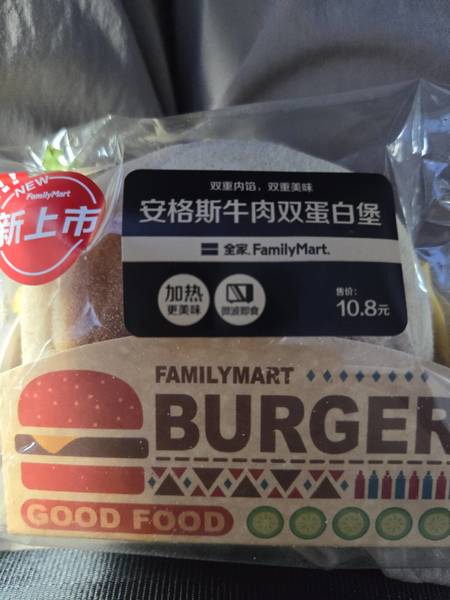 NEW
FamilyMart
新上市
双重内馅，双重美味
安格斯牛肉双蛋白堡
全家 FamilyMart
加热
更美味
微波即食
售价：
10.8元
FAMILYMART
BURGER
GOOD FOOD